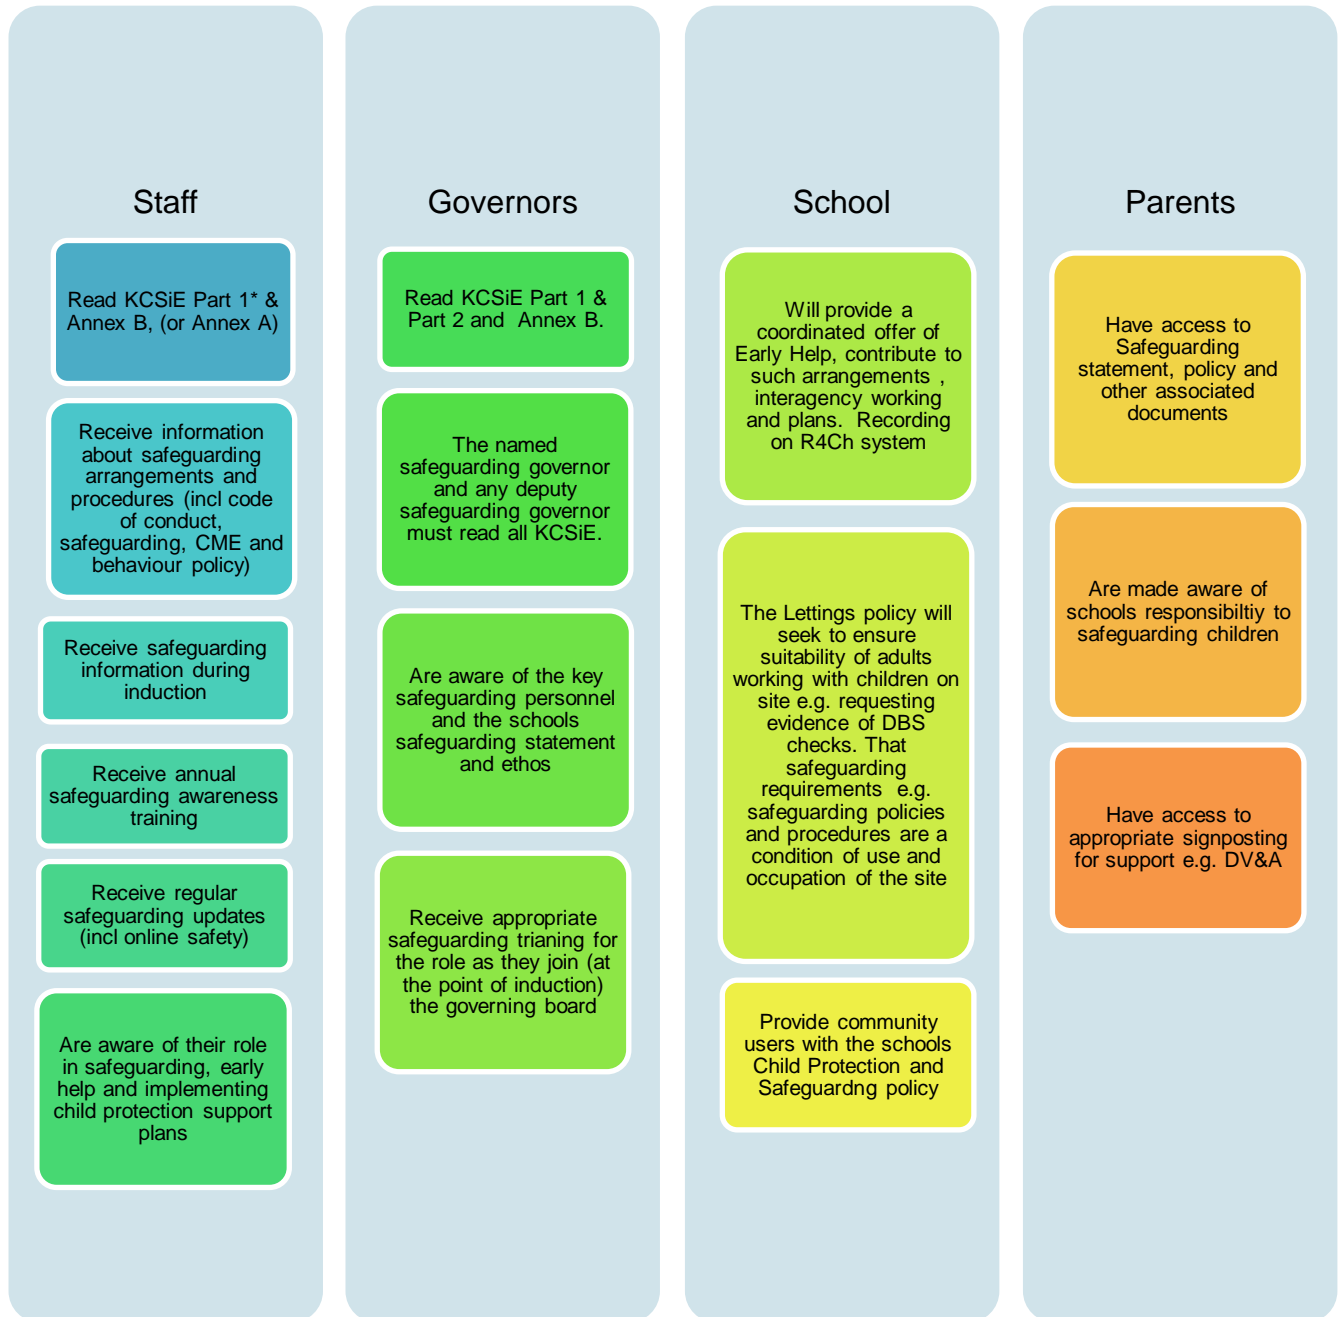 Staff
Read KCSiE Part 1* &
Annex B, (or Annex A)
Receive information
about safeguarding
arrangements and
procedures (incl code
of conduct,
safeguarding, CME and
behaviour policy)
Receive safeguarding
information during
induction
Receive annual
safeguarding awareness
training
Receive regular
safeguarding updates
(incl online safety)
Are aware of their role
in safeguarding, early
help and implementing
child protection support
plans
Governors
Read KCSiE Part 1 &
Part 2 and Annex B.
The named
safeguarding governor
and any deputy
safeguarding governor
must read all KCSiE.
Are aware of the key
safeguarding personnel
and the schools
safeguarding statement
and ethos
Receive appropriate
safeguarding trianing for
the role as they join (at
the point of induction)
the governing board
School
Will provide a
coordinated offer of
Early Help, contribute to
such arrangements ,
interagency working
and plans. Recording
on R4Ch system
The Lettings policy will
seek to ensure
suitability of adults
working with children on
site e.g. requesting
evidence of DBS
checks. That
safeguarding
requirements e.g.
safeguarding policies
and procedures are a
condition of use and
occupation of the site
Provide community
users with the schools
Child Protection and
Safeguardng policy
Parents
Have access to
Safeguarding
statement, policy and
other associated
documents
Are made aware of
schools responsibiltiy to
safeguarding children
Have access to
appropriate signposting
for support e.g. DV&A